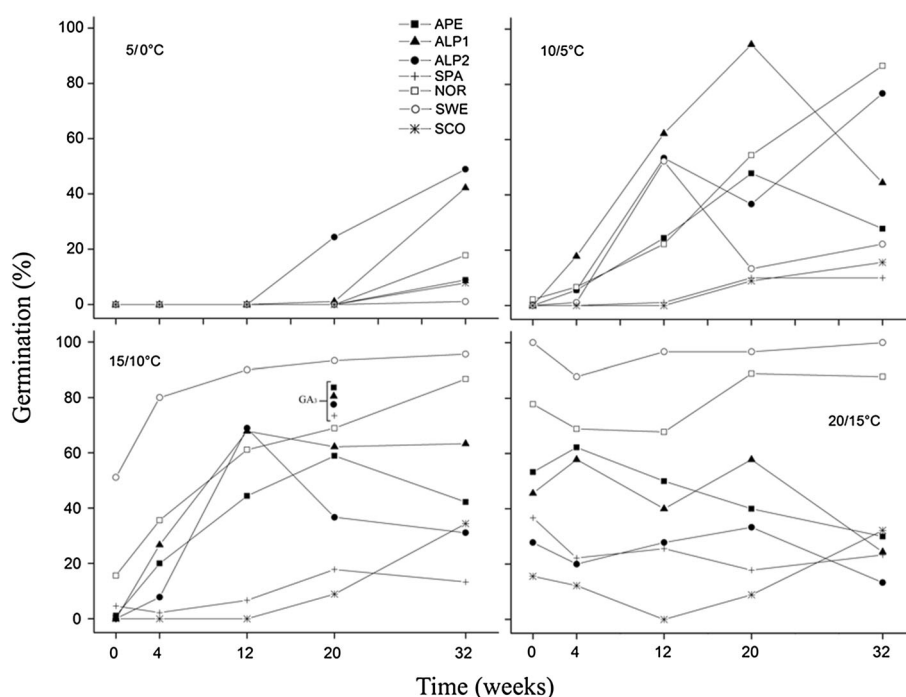 100
80
60
40
20
0
5/0°C
APE
ALP1
ALP2
SPA
NOR
SWE
SCO
10/5°C
Germination (%)
100
80
60
40
20
0
15/10°C
GA3
20/15°C
0 4 12 20 32
0 4 12 20 32
Time (weeks)